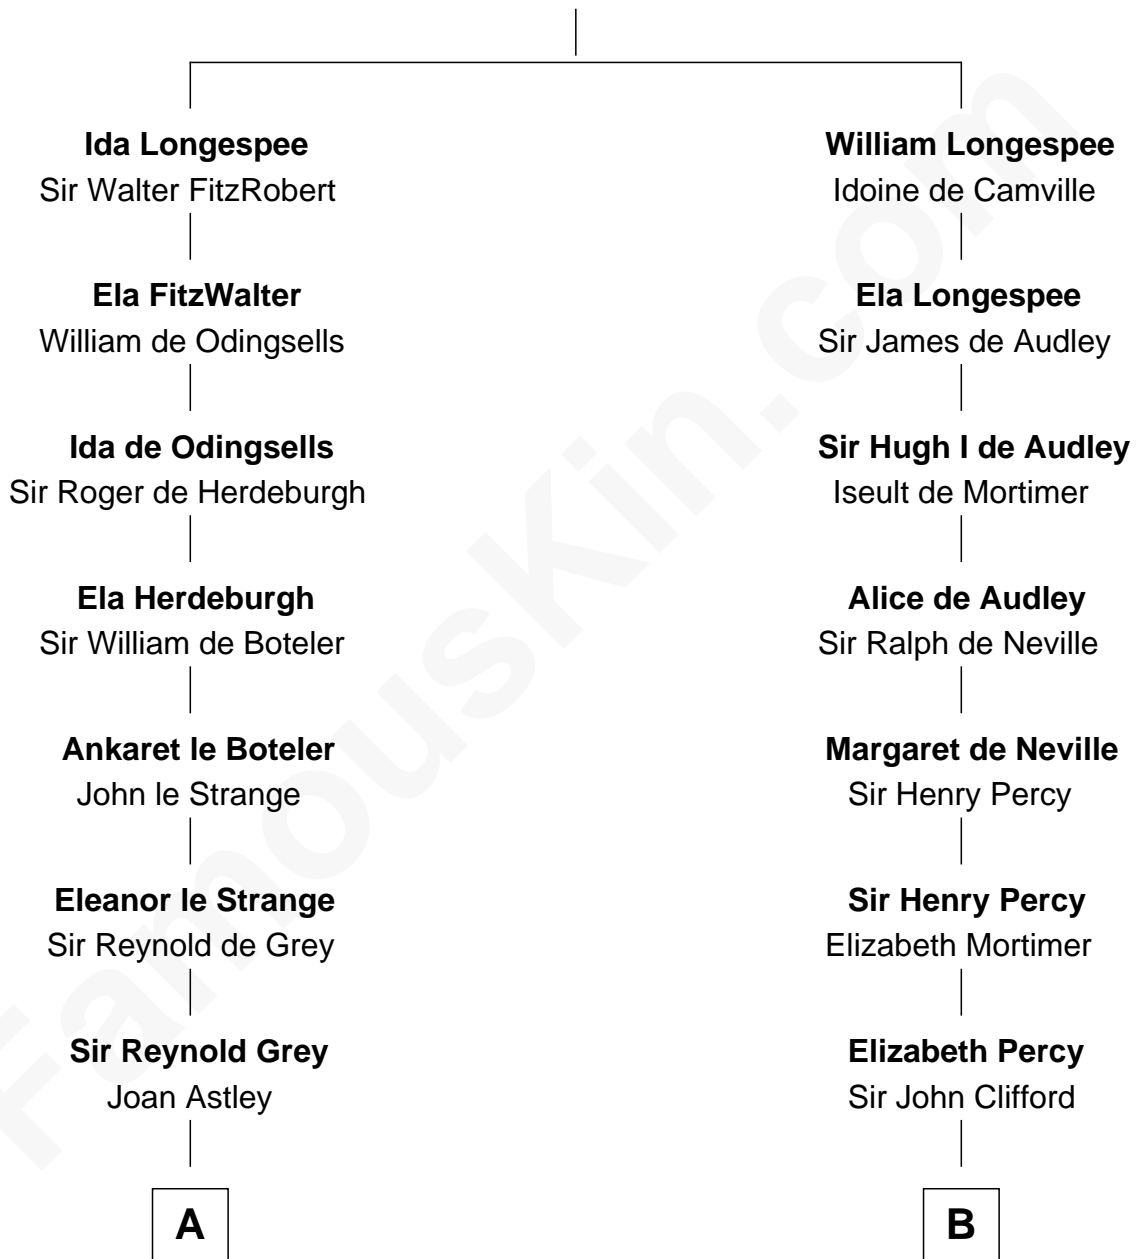 Ida Longespee
Sir Walter FitzRobert
Ela FitzWalter
William de Odingsells
Ida de Odingsells
Sir Roger de Herdeburgh
Ela Herdeburgh
Sir William de Boteler
Ankaret le Boteler
John le Strange
Eleanor le Strange
Sir Reynold de Grey
Sir Reynold Grey
Joan Astley
A
William Longespee
Idoine de Camville
Ela Longespee
Sir James de Audley
Sir Hugh I de Audley
Iseult de Mortimer
Alice de Audley
Sir Ralph de Neville
Margaret de Neville
Sir Henry Percy
Sir Henry Percy
Elizabeth Mortimer
Elizabeth Percy
Sir John Clifford
B
FamousKin.com